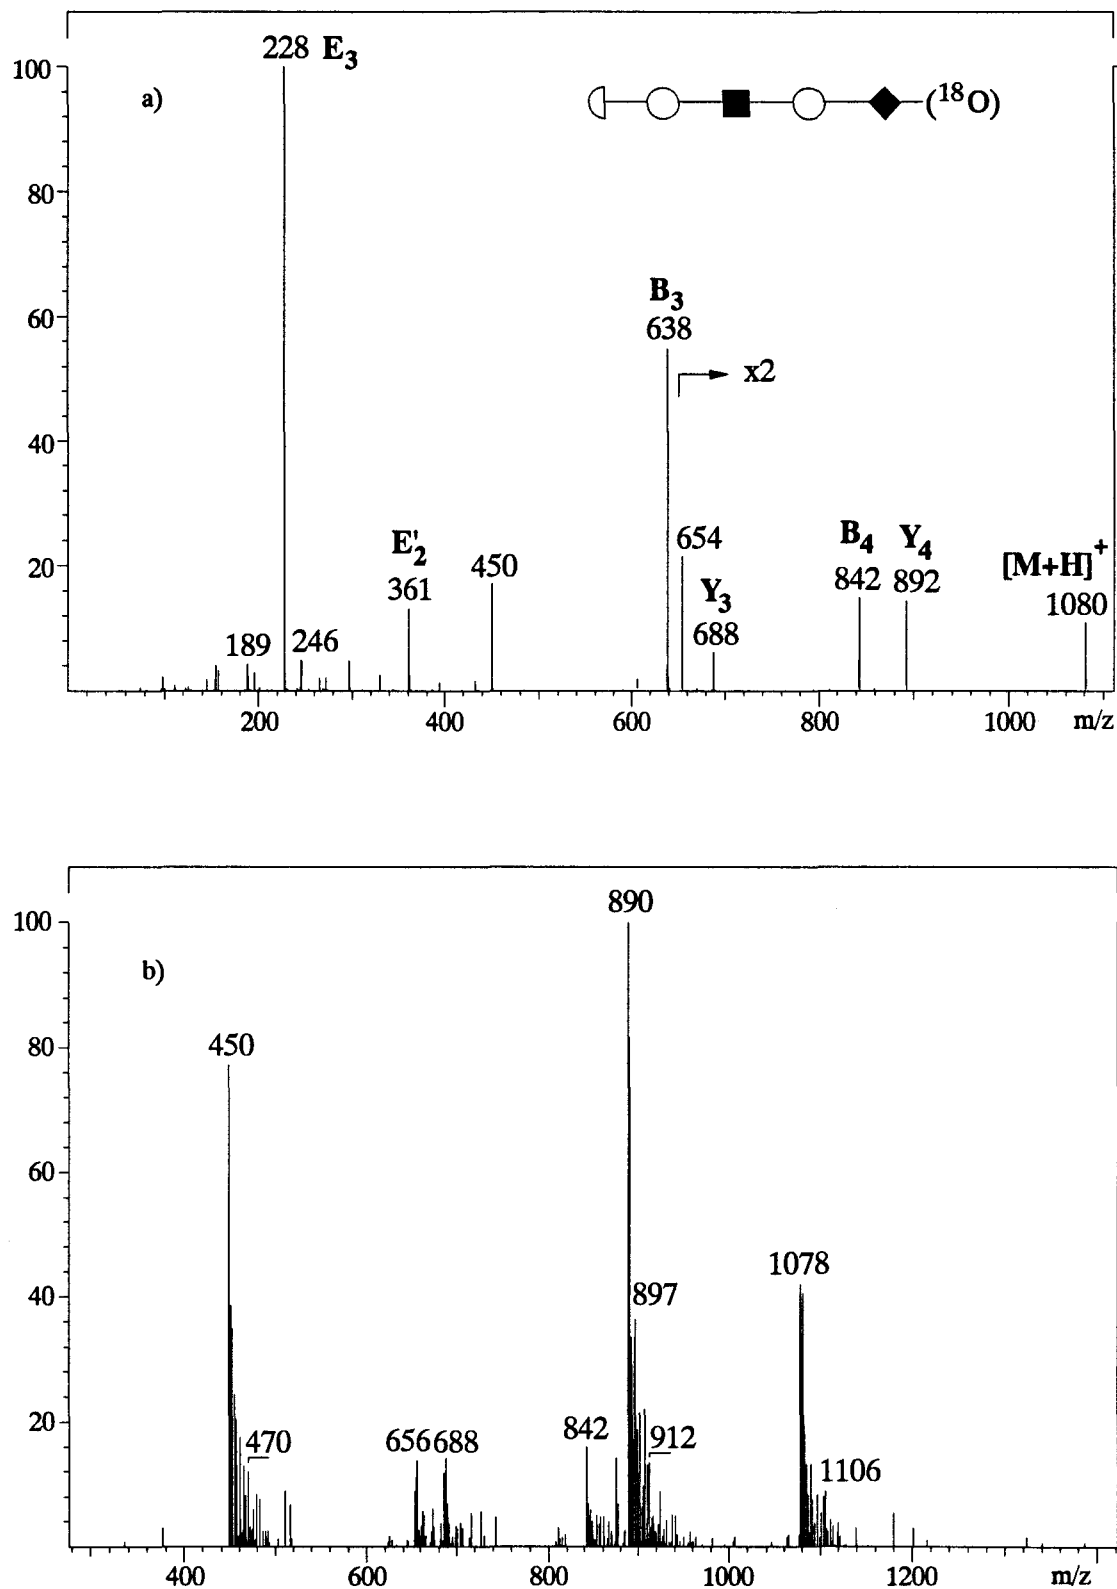 228 E₃
100
a)
(¹⁸O)
80
B₃
638
60
x2
40
654
B₄ Y₄
842 892
[M+H]⁺
1080
E'₂
361
450
20
Y₃
688
189 246
200 400 600 800 1000 m/z
890
100
b)
450
80
60
1078
897
40
470
656 688
842
912
1106
20
400 600 800 1000 1200 m/z